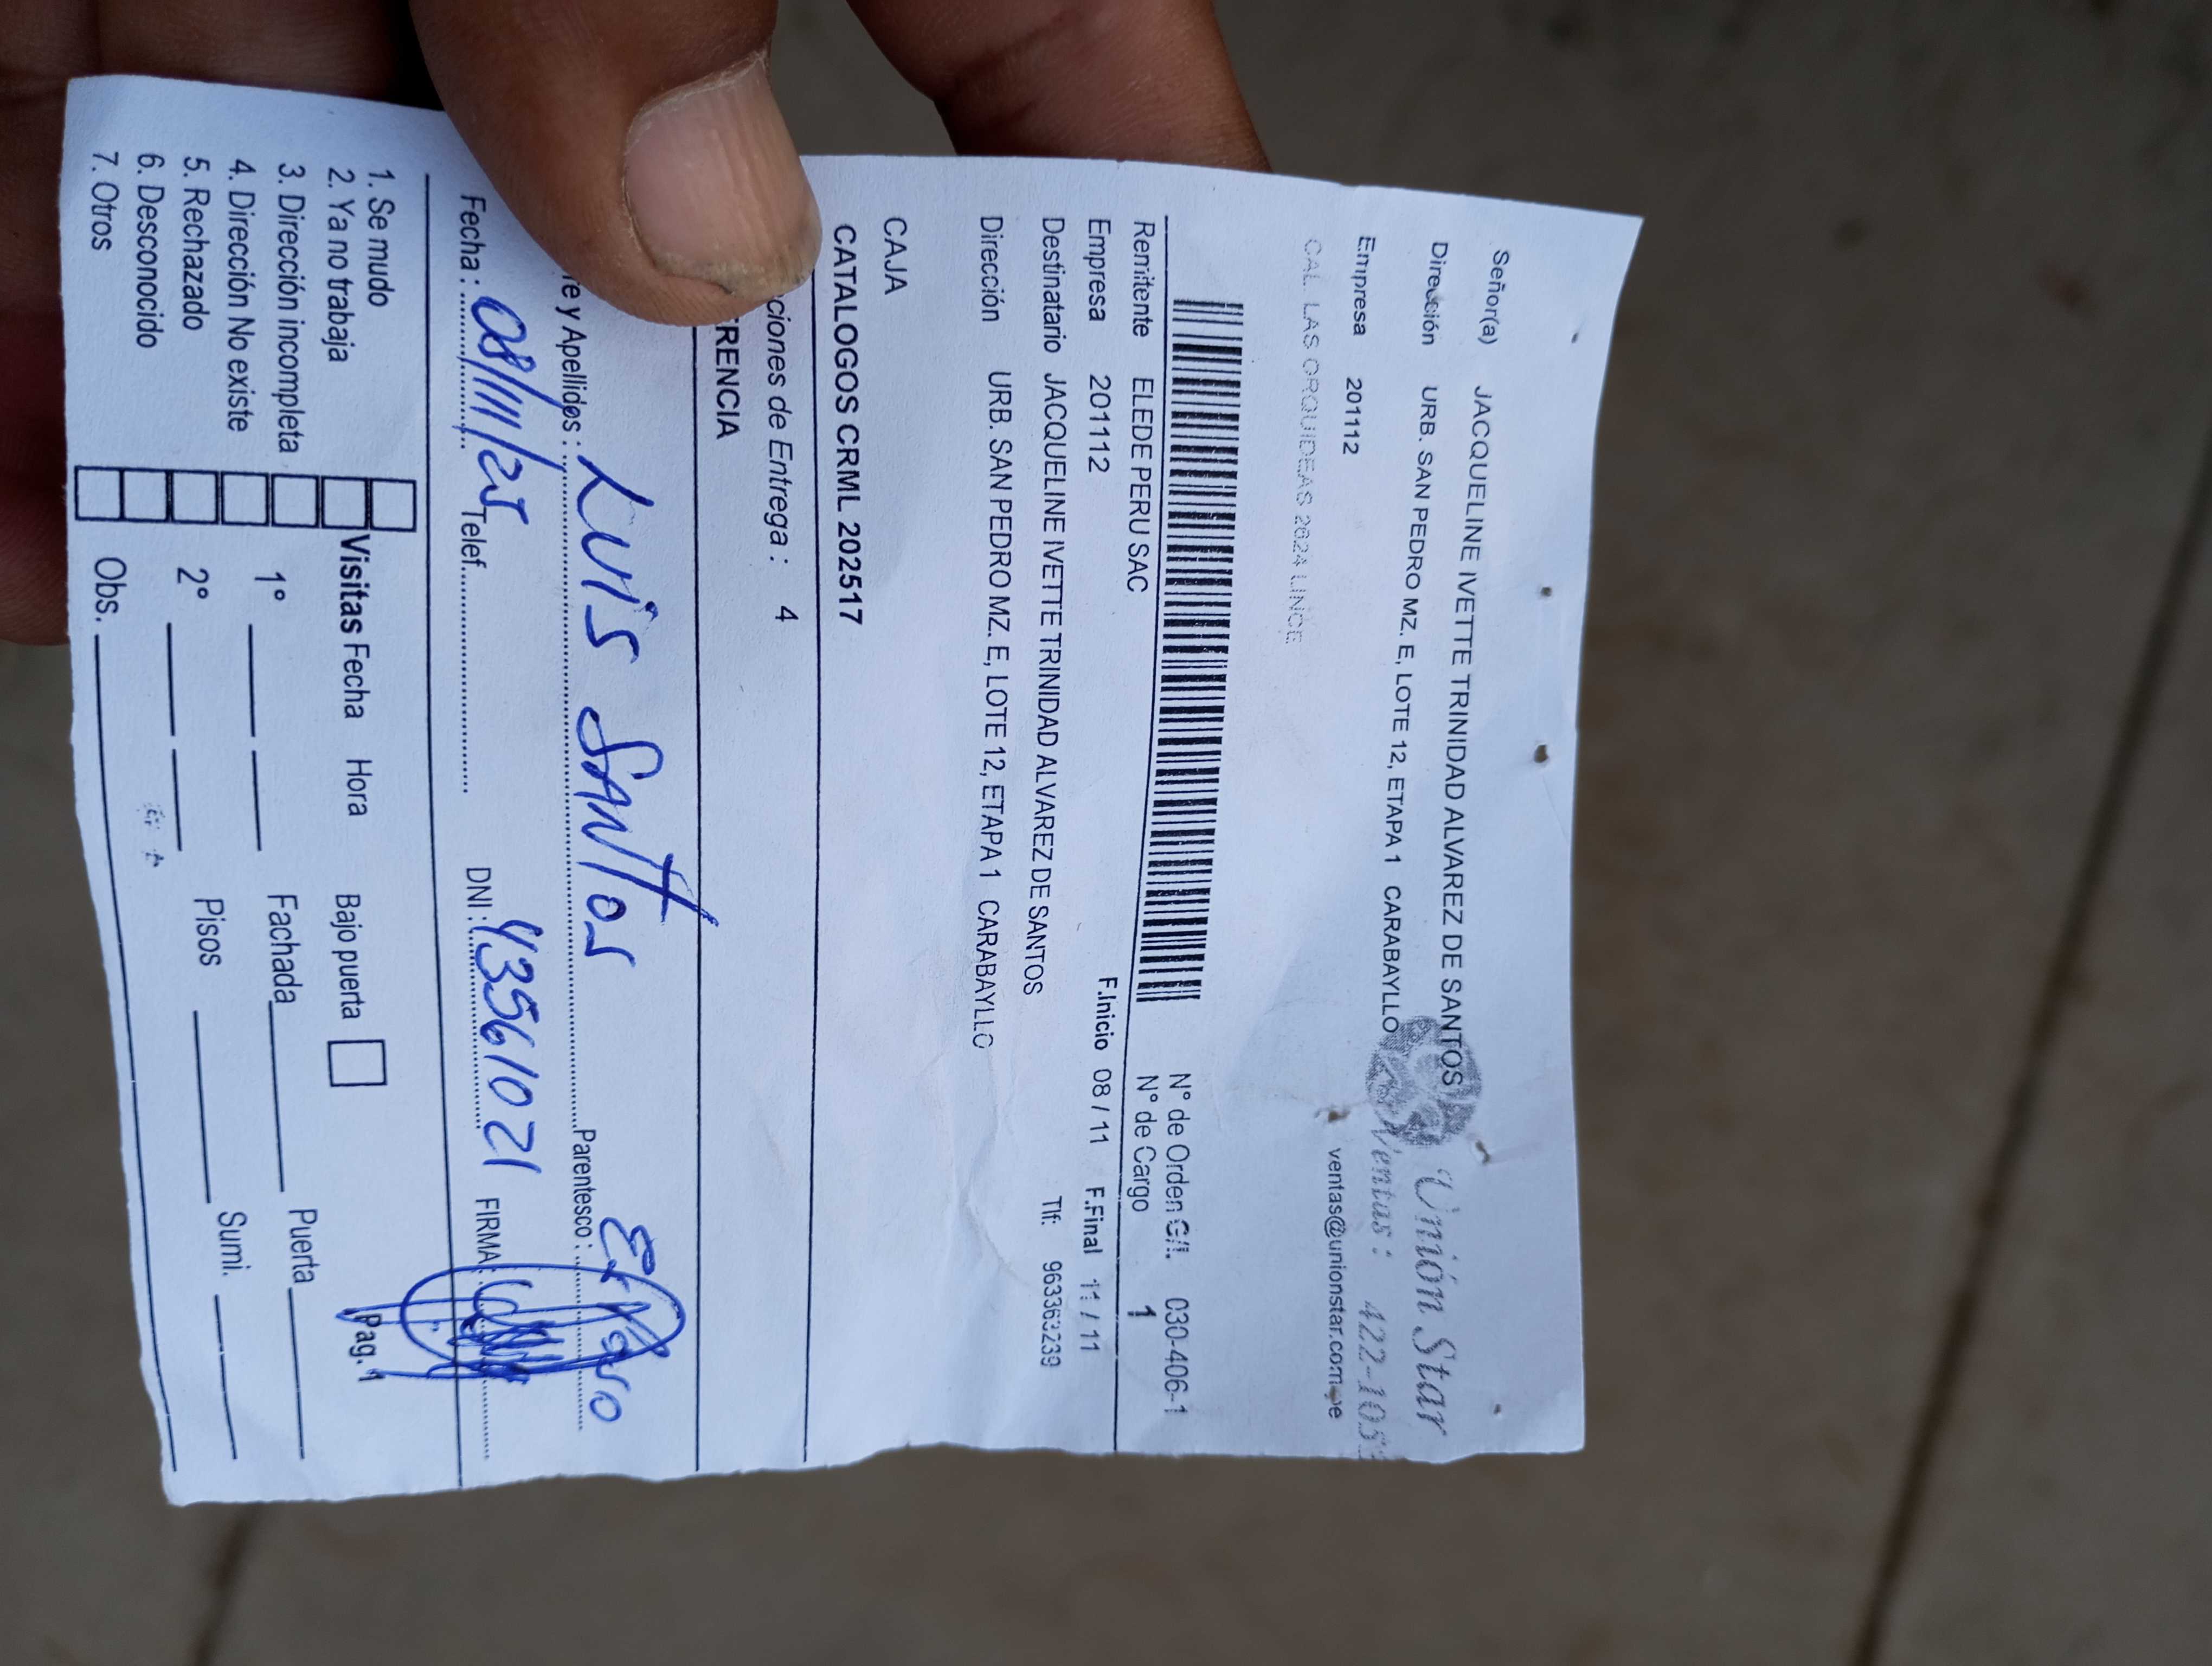 Señor(a) JACQUELINE IVETTE TRINIDAD ALVAREZ DE SANTOS
Dirección URB. SAN PEDRO MZ. E, LOTE 12, ETAPA 1 CARABAYLLO
Unión Star
Empresa 201112
Ventas: 422-105
CAL. LAS ORQUIDEAS 2624 LINCE
ventas@unionstar.com.pe
N° de Orden G/I. 030-406-1
N° de Cargo 1
Remitente ELEDE PERU SAC
Empresa 201112 F.Inicio 08 / 11 F.Final 11 / 11
Destinatario JACQUELINE IVETTE TRINIDAD ALVAREZ DE SANTOS Tlf: 963363239
Dirección URB. SAN PEDRO MZ. E, LOTE 12, ETAPA 1 CARABAYLLO
CAJA
CATALOGOS CRML 202517
ciones de Entrega : 4
RENCIA
re y Apellidos : Luis SANTOS Parentesco : Esposo
Fecha : 08/11/25 Telef. DNI : 43561021 FIRMA :
1. Se mudo
2. Ya no trabaja
3. Dirección incompleta
4. Dirección No existe
5. Rechazado
6. Desconocido
7. Otros
Visitas Fecha Hora Bajo puerta Pag. 1
1° Fachada Puerta
2° Pisos Sumi.
Obs.